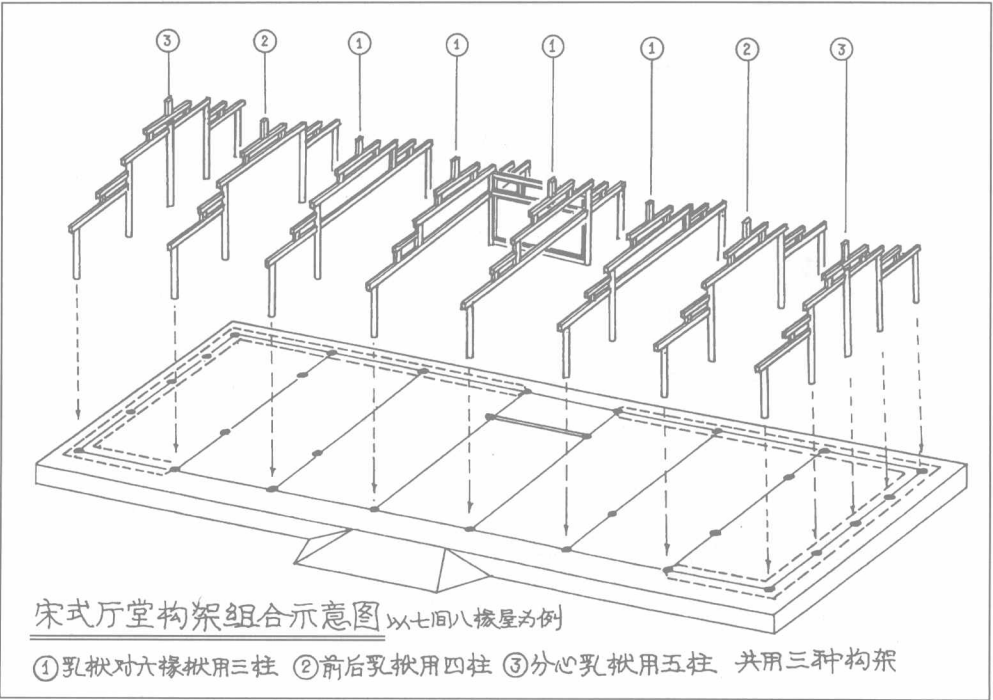 ③ ② ① ① ① ① ② ③
宋式厅堂构架组合示意图 以七间八椽屋为例
①乳栿对六椽栿用三柱 ②前后乳栿用四柱 ③分心乳栿用五柱 共用三种构架